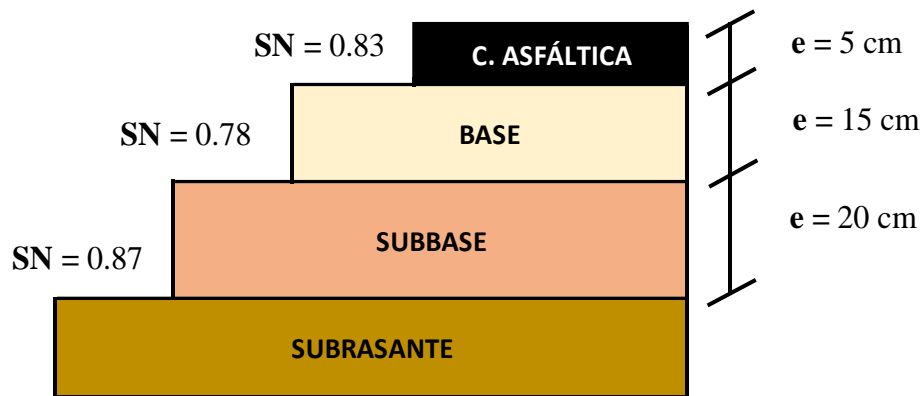 SN = 0.83
C. ASFÁLTICA
e = 5 cm
SN = 0.78
BASE
e = 15 cm
SUBBASE
e = 20 cm
SN = 0.87
SUBRASANTE